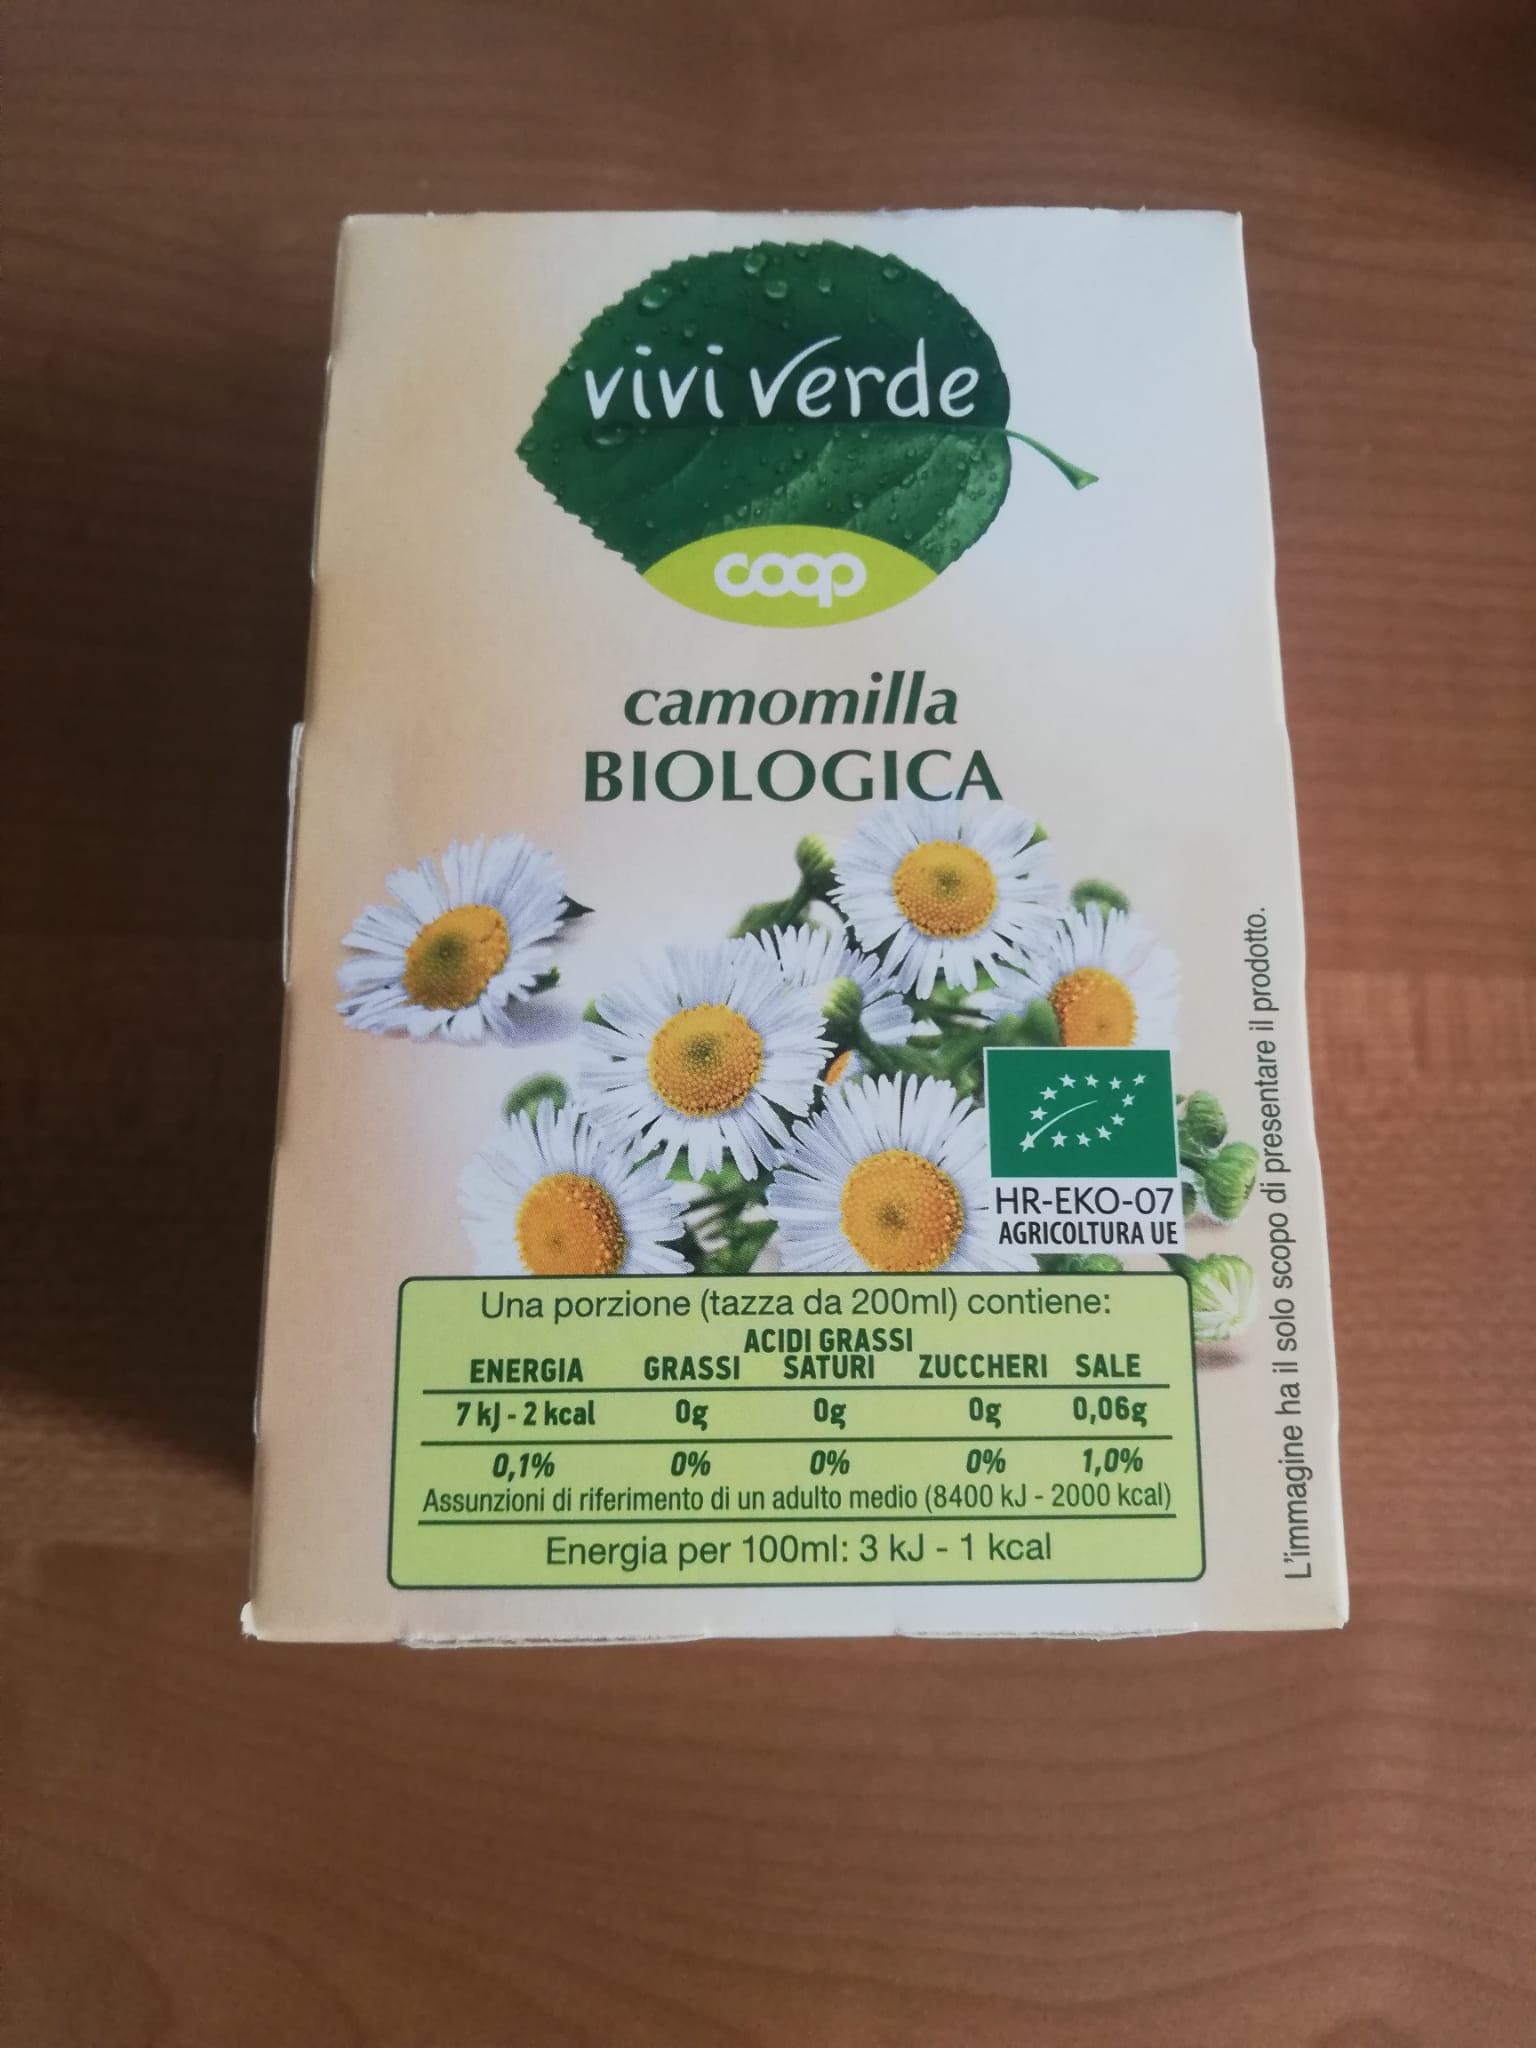 vivi verde
coop
camomilla
BIOLOGICA
HR-EKO-07
AGRICOLTURA UE
L'immagine ha il solo scopo di presentare il prodotto.
Una porzione (tazza da 200ml) contiene:
ENERGIA GRASSI ACIDI GRASSI SATURI ZUCCHERI SALE
7 kJ - 2 kcal 0g 0g 0g 0,06g
0,1% 0% 0% 0% 1,0%
Assunzioni di riferimento di un adulto medio (8400 kJ - 2000 kcal)
Energia per 100ml: 3 kJ - 1 kcal